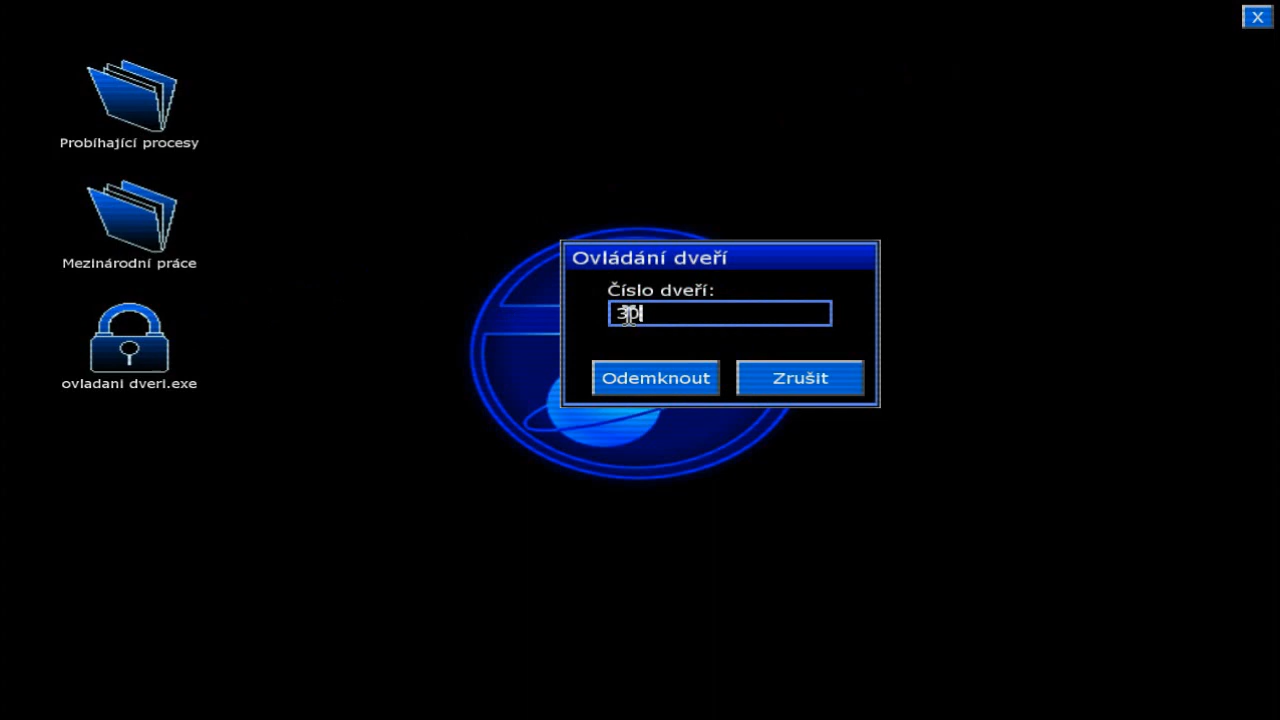 X
Probíhající procesy
Mezinárodní práce
ovladani dveri.exe
Ovládání dveří
Číslo dveří:
30
Odemknout
Zrušit